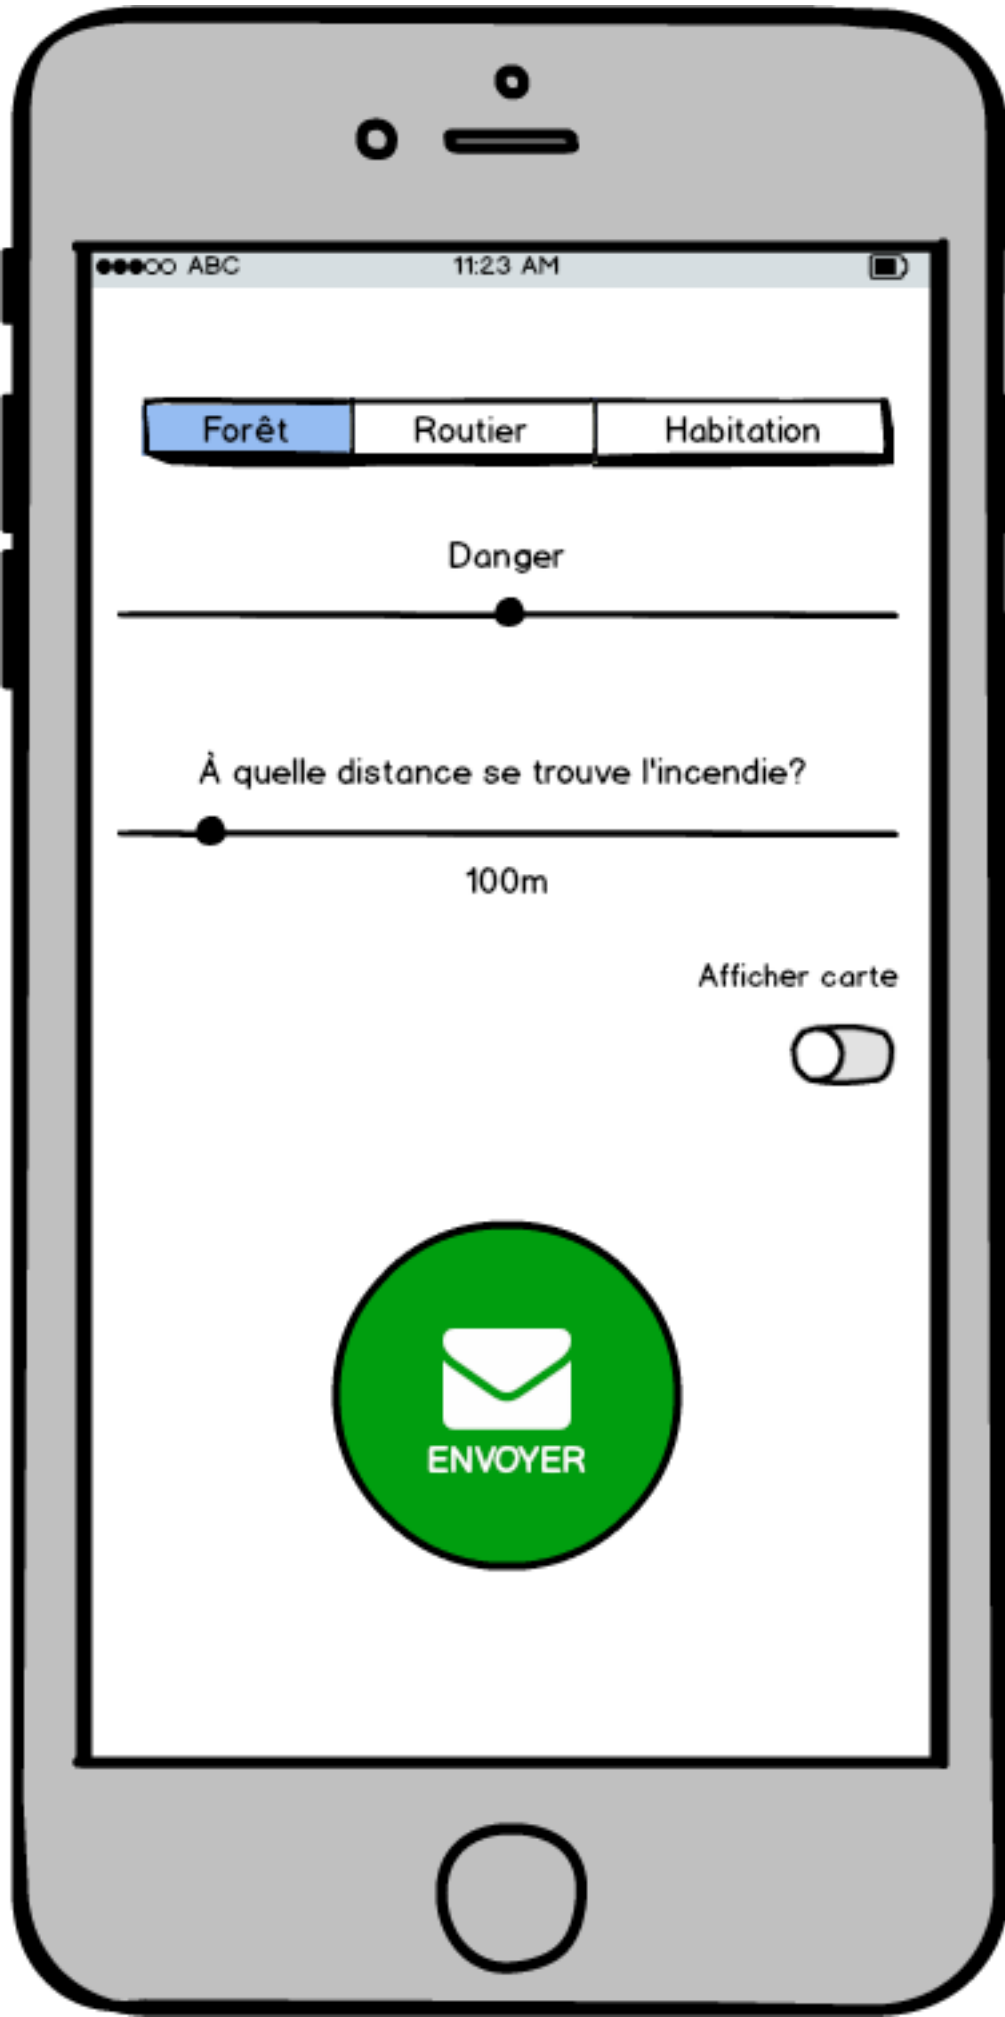 ABC 11:23 AM
Forêt Routier Habitation
Danger
À quelle distance se trouve l'incendie?
100m
Afficher carte
ENVOYER